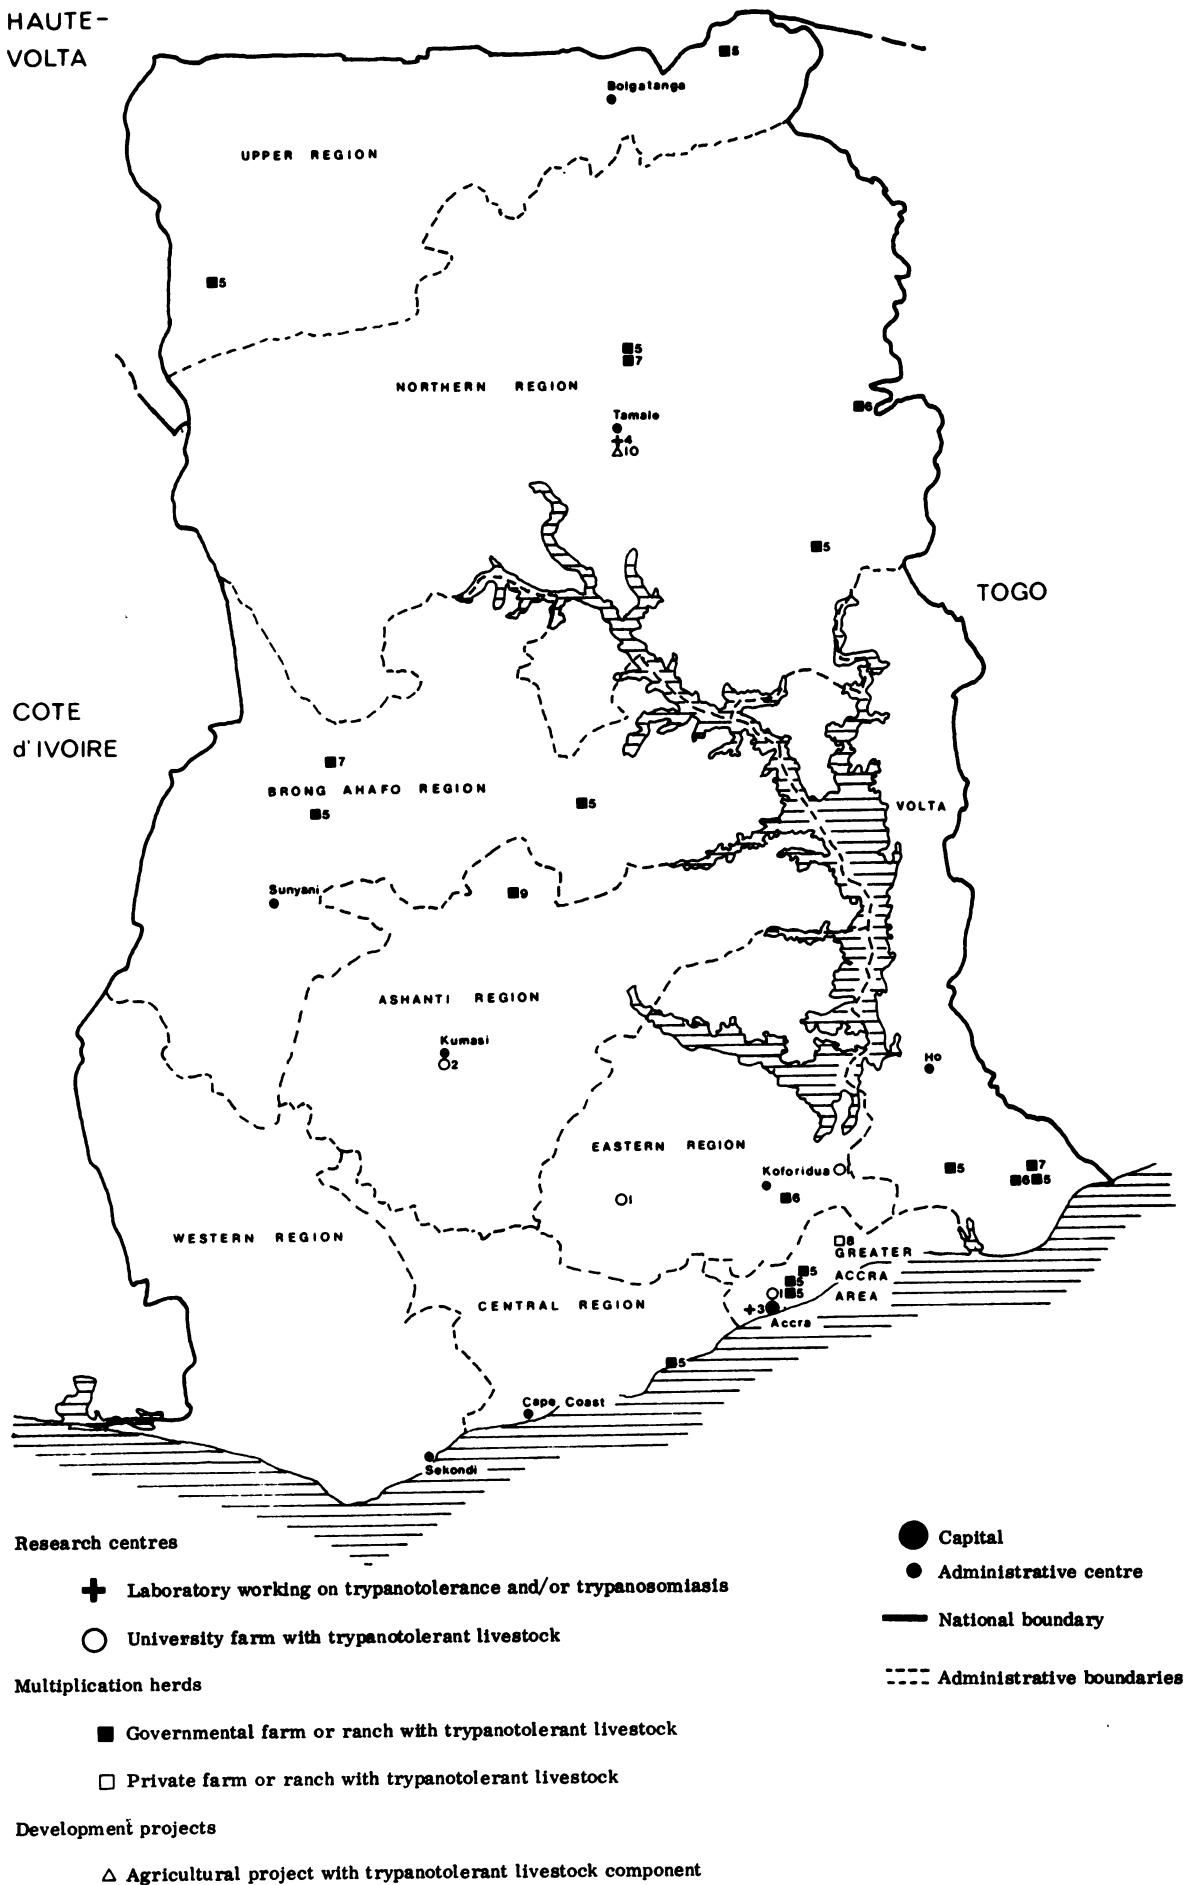 HAUTE-
VOLTA
5
Bolgatanga
UPPER REGION
5
5
7
NORTHERN REGION
6
Tamale
4
10
5
TOGO
COTE
d'IVOIRE
7
BRONG AHAFO REGION
5
5
VOLTA
Sunyani
9
ASHANTI REGION
Kumasi
2
Ho
EASTERN REGION
Koforidua
5
7
6
5
1
6
WESTERN REGION
8
GREATER
ACCRA
AREA
5
5
1
5
3
Accra
CENTRAL REGION
5
Cape Coast
Sekondi
Research centres
Laboratory working on trypanotolerance and/or trypanosomiasis
University farm with trypanotolerant livestock
Multiplication herds
Governmental farm or ranch with trypanotolerant livestock
Private farm or ranch with trypanotolerant livestock
Development projects
Agricultural project with trypanotolerant livestock component
Capital
Administrative centre
National boundary
Administrative boundaries